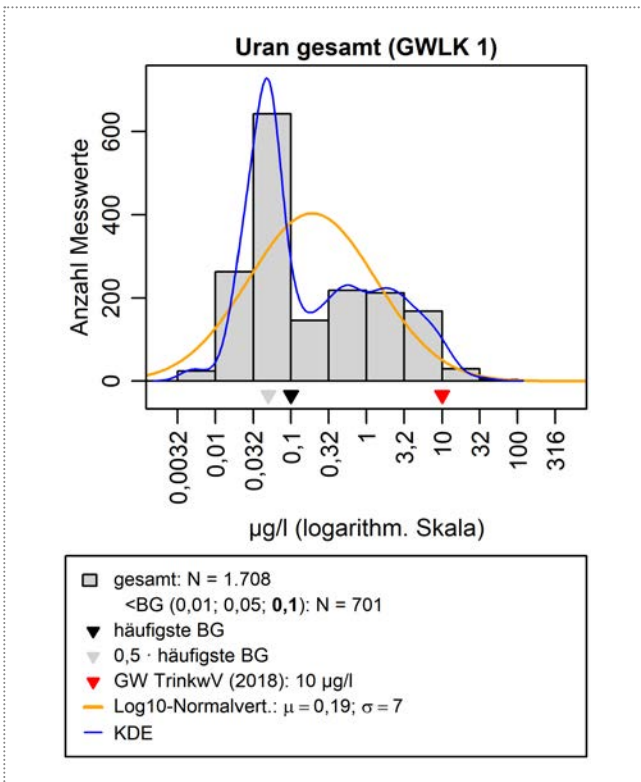 Uran gesamt (GWLK 1)
Anzahl Messwerte
600
400
200
0
0,0032
0,01
0,032
0,1
0,32
1
3,2
10
32
100
316
µg/l (logarithm. Skala)
gesamt: N = 1.708
<BG (0,01; 0,05; 0,1): N = 701
häufigste BG
0,5 · häufigste BG
GW TrinkwV (2018): 10 µg/l
Log10-Normalvert.: μ = 0,19; σ = 7
KDE